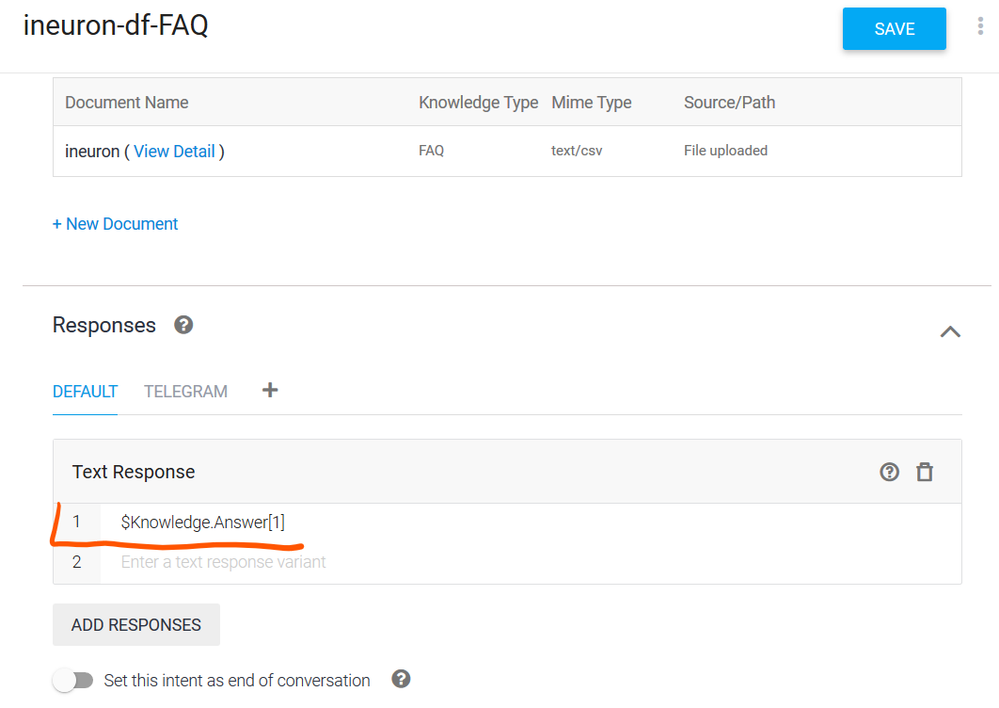 ineuron-df-FAQ
SAVE
Document Name Knowledge Type Mime Type Source/Path
ineuron ( View Detail ) FAQ text/csv File uploaded
+ New Document
Responses
DEFAULT TELEGRAM +
Text Response
1 $Knowledge.Answer[1]
2 Enter a text response variant
ADD RESPONSES
Set this intent as end of conversation